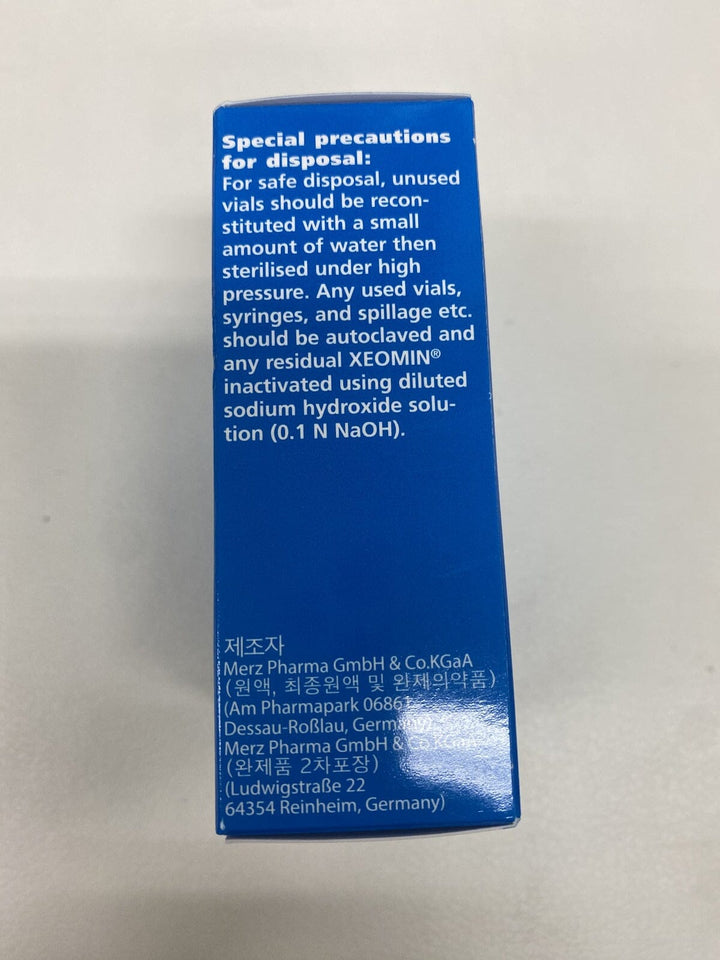 Special precautions
for disposal:
For safe disposal, unused
vials should be recon-
stituted with a small
amount of water then
sterilised under high
pressure. Any used vials,
syringes, and spillage etc.
should be autoclaved and
any residual XEOMIN®
inactivated using diluted
sodium hydroxide solu-
tion (0.1 N NaOH).
제조자
Merz Pharma GmbH & Co.KGaA
(원액, 최종원액 및 완제의약품)
(Am Pharmapark 06861
Dessau-Roßlau, Germany)
Merz Pharma GmbH & Co.KGaA
(완제품 2차포장)
(Ludwigstraße 22
64354 Reinheim, Germany)